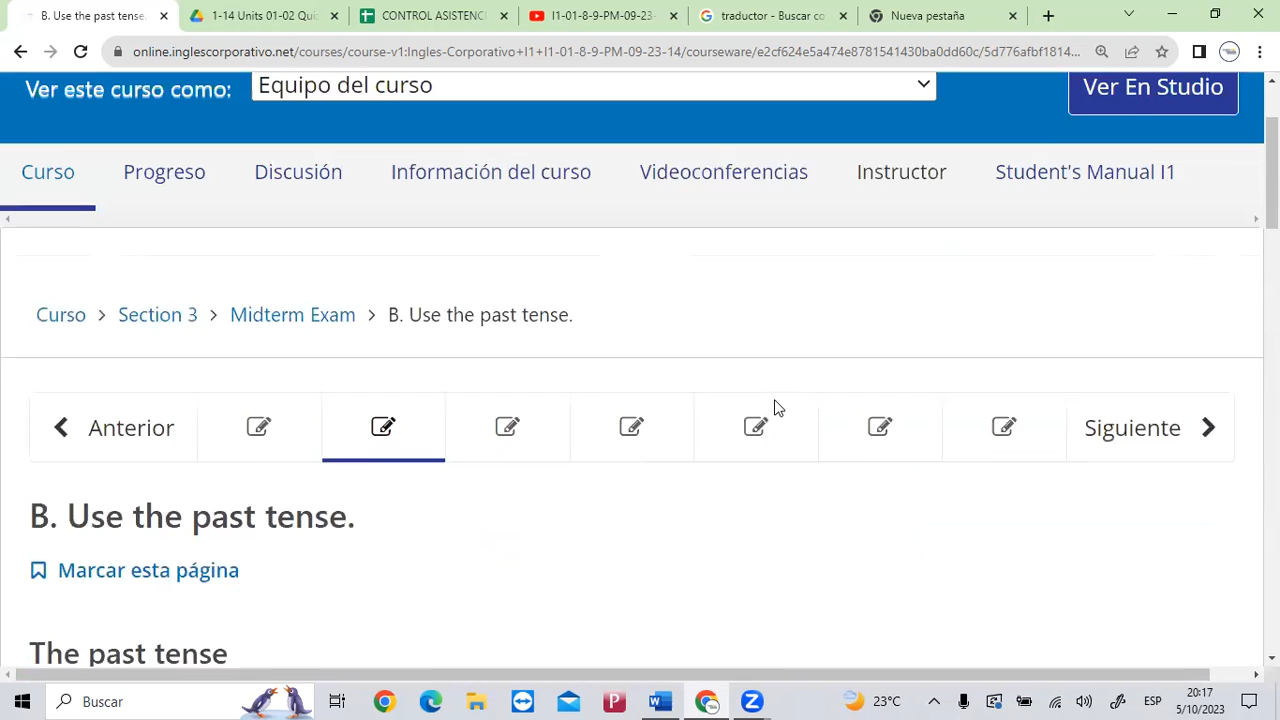 B. Use the past tense.
1-14 Units 01-02 Qui
CONTROL ASISTENC
I1-01-8-9-PM-09-23-
traductor - Buscar co
Nueva pestaña
online.inglescorporativo.net/courses/course-v1:Ingles-Corporativo+I1+I1-01-8-9-PM-09-23-14/courseware/e2cf624e5a474e8781541430ba0dd60c/5d776afbf1814...
Ver este curso como:
Equipo del curso
Ver En Studio
Curso
Progreso
Discusión
Información del curso
Videoconferencias
Instructor
Student's Manual I1
Curso > Section 3 > Midterm Exam > B. Use the past tense.
Anterior
Siguiente
B. Use the past tense.
Marcar esta página
The past tense
Buscar
23°C
ESP
20:17
5/10/2023